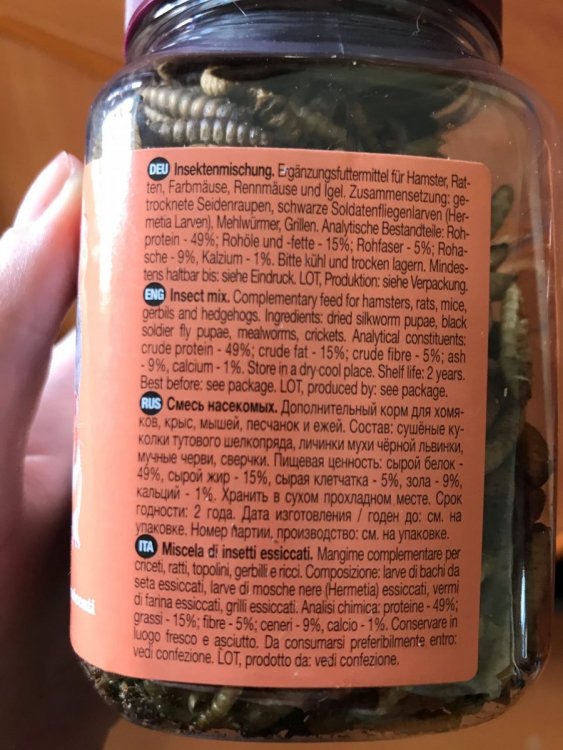 DEU Insektenmischung. Ergänzungsfuttermittel für Hamster, Rat-
ten, Farbmäuse, Rennmäuse und Igel. Zusammensetzung: ge-
trocknete Seidenraupen, schwarze Soldatenfliegenlarven (Her-
metia Larven), Mehlwürmer, Grillen. Analytische Bestandteile: Roh-
protein - 49%; Rohöle und -fette - 15%; Rohfaser - 5%; Roha-
sche - 9%, Kalzium - 1%. Bitte kühl und trocken lagern. Mindes-
tens haltbar bis: siehe Eindruck. LOT, Produktion: siehe Verpackung.
ENG Insect mix. Complementary feed for hamsters, rats, mice,
gerbils and hedgehogs. Ingredients: dried silkworm pupae, black
soldier fly pupae, mealworms, crickets. Analytical constituents:
crude protein - 49%; crude fat - 15%; crude fibre - 5%; ash
- 9%, calcium - 1%. Store in a dry cool place. Shelf life: 2 years.
Best before: see package. LOT, produced by: see package.
RUS Смесь насекомых. Дополнительный корм для хомя-
ков, крыс, мышей, песчанок и ежей. Состав: сушёные ку-
колки тутового шелкопряда, личинки мухи чёрной львинки,
мучные черви, сверчки. Пищевая ценность: сырой белок -
49%, сырой жир - 15%, сырая клетчатка - 5%, зола - 9%,
кальций - 1%. Хранить в сухом прохладном месте. Срок
годности: 2 года. Дата изготовления / годен до: см. на
упаковке. Номер партии, производство: см. на упаковке.
ITA Miscela di insetti essiccati. Mangime complementare per
criceti, ratti, topolini, gerbilli e ricci. Composizione: larve di bachi da
seta essiccati, larve di mosche nere (Hermetia) essiccati, vermi
di farina essiccati, grilli essiccati. Analisi chimica: proteine - 49%;
grassi - 15%; fibre - 5%; ceneri - 9%, calcio - 1%. Conservare in
luogo fresco e asciutto. Da consumarsi preferibilmente entro:
vedi confezione. LOT, prodotto da: vedi confezione.